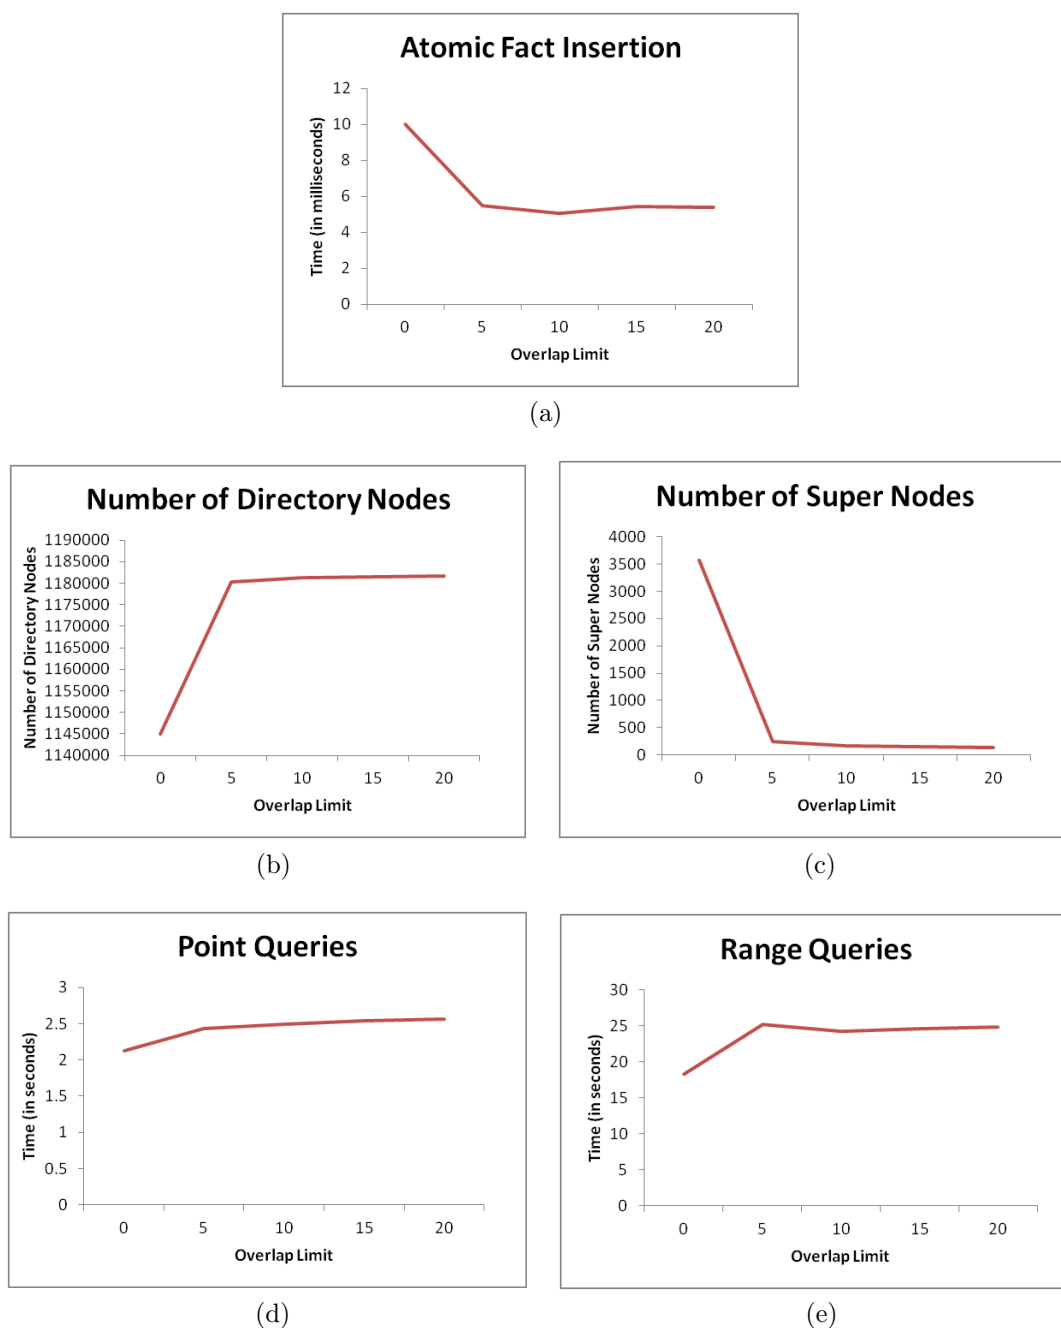 Atomic Fact Insertion
Time (in milliseconds)
12
10
8
6
4
2
0
0 5 10 15 20
Overlap Limit
(a)
Number of Directory Nodes
Number of Directory Nodes
1190000
1185000
1180000
1175000
1170000
1165000
1160000
1155000
1150000
1145000
1140000
0 5 10 15 20
Overlap Limit
(b)
Number of Super Nodes
Number of Super Nodes
4000
3500
3000
2500
2000
1500
1000
500
0
0 5 10 15 20
Overlap Limit
(c)
Point Queries
Time (in seconds)
3
2.5
2
1.5
1
0.5
0
0 5 10 15 20
Overlap Limit
(d)
Range Queries
Time (in seconds)
30
25
20
15
10
5
0
0 5 10 15 20
Overlap Limit
(e)